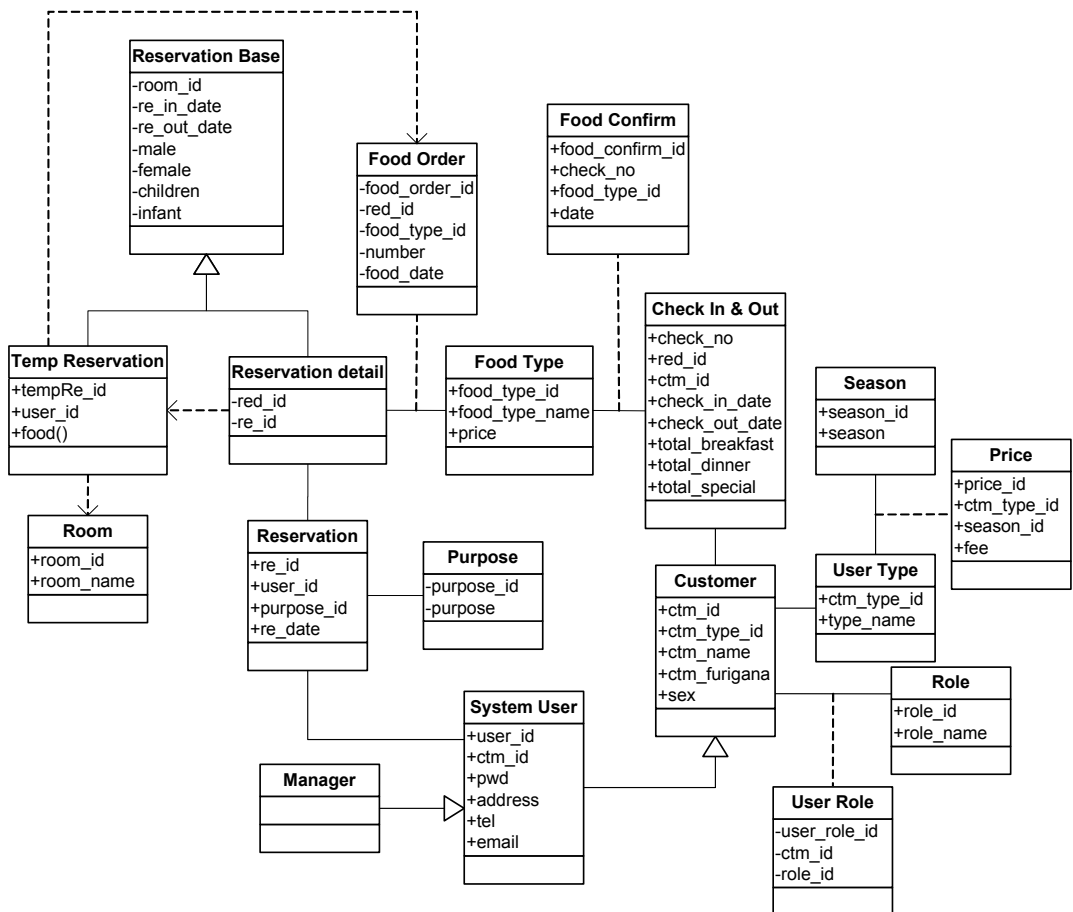 Reservation Base
-room_id
-re_in_date
-re_out_date
-male
-female
-children
-infant
Food Order
-food_order_id
-red_id
-food_type_id
-number
-food_date
Food Confirm
+food_confirm_id
+check_no
+food_type_id
+date
Temp Reservation
+tempRe_id
+user_id
+food()
Reservation detail
-red_id
-re_id
Food Type
+food_type_id
+food_type_name
+price
Check In & Out
+check_no
+red_id
+ctm_id
+check_in_date
+check_out_date
+total_breakfast
+total_dinner
+total_special
Season
+season_id
+season
Price
+price_id
+ctm_type_id
+season_id
+fee
Room
+room_id
+room_name
Reservation
+re_id
+user_id
+purpose_id
+re_date
Purpose
-purpose_id
-purpose
Customer
+ctm_id
+ctm_type_id
+ctm_name
+ctm_furigana
+sex
User Type
+ctm_type_id
+type_name
Role
+role_id
+role_name
System User
+user_id
+ctm_id
+pwd
+address
+tel
+email
Manager
User Role
-user_role_id
-ctm_id
-role_id